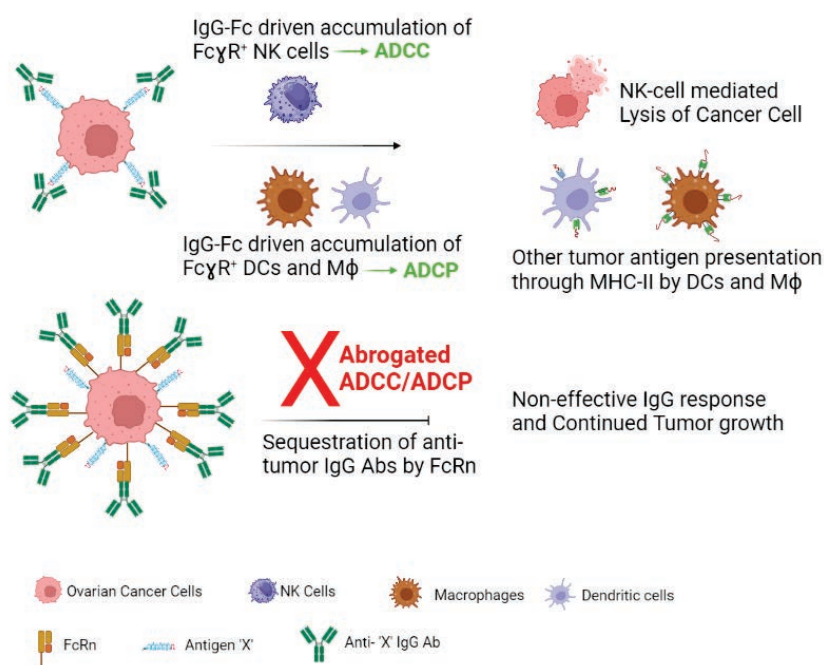 IgG-Fc driven accumulation of
FcɣR⁺ NK cells → ADCC
NK-cell mediated
Lysis of Cancer Cell
IgG-Fc driven accumulation of
FcɣR⁺ DCs and Mϕ → ADCP
Other tumor antigen presentation
through MHC-II by DCs and Mϕ
X Abrogated
ADCC/ADCP
Sequestration of anti-
tumor IgG Abs by FcRn
Non-effective IgG response
and Continued Tumor growth
Ovarian Cancer Cells
NK Cells
Macrophages
Dendritic cells
FcRn
Antigen 'X'
Anti- 'X' IgG Ab